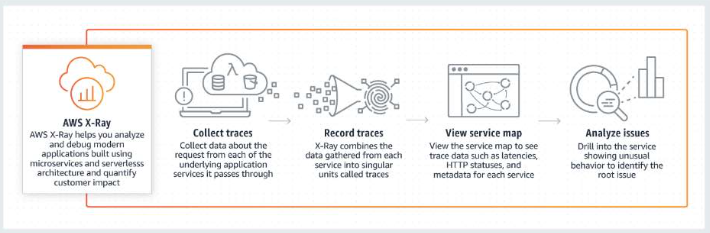 AWS X-Ray
AWS X-Ray helps you analyze
and debug modern
applications built using
microservices and serverlesss
architecture and quantify
customer impact
λ
Collect traces
Collect data about the
request from each of the
underlying application
services it passes through
Record traces
X-Ray combines the
data gathered from each
service into singular
units called traces
View service map
View the service map to see
trace data such as latencies,
HTTP statuses, and
metadata for each service
Analyze issues
Drill into the service
showing unusual
behavior to identify the
root issue